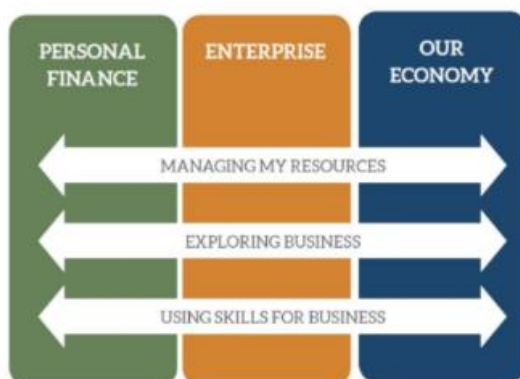 PERSONAL
FINANCE
ENTERPRISE
OUR
ECONOMY
MANAGING MY RESOURCES
EXPLORING BUSINESS
USING SKILLS FOR BUSINESS